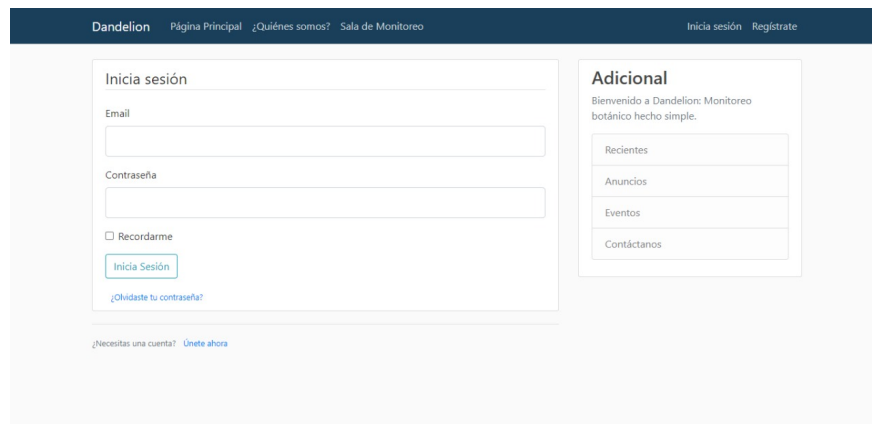 Dandelion Página Principal ¿Quiénes somos? Sala de Monitoreo Inicia sesión Regístrate
Inicia sesión
Email
Contraseña
Recordarme
Inicia Sesión
¿Olvidaste tu contraseña?
¿Necesitas una cuenta? Únete ahora
Adicional
Bienvenido a Dandelion: Monitoreo
botánico hecho simple.
Recientes
Anuncios
Eventos
Contáctanos